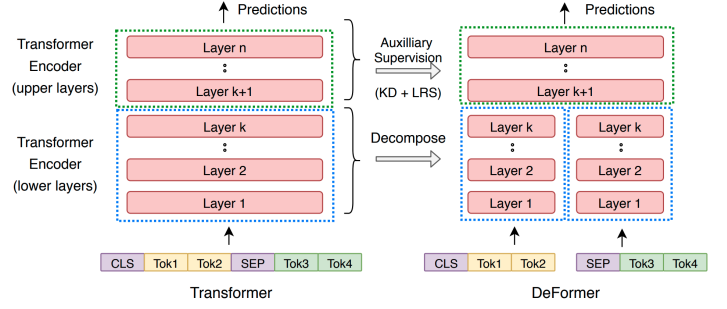 Predictions
Predictions
Transformer
Encoder
(upper layers)
Layer n
Layer k+1
Auxilliary
Supervision
(KD + LRS)
Layer n
Layer k+1
Transformer
Encoder
(lower layers)
Layer k
Layer 2
Layer 1
Decompose
Layer k
Layer 2
Layer 1
Layer k
Layer 2
Layer 1
CLS Tok1 Tok2 SEP Tok3 Tok4
CLS Tok1 Tok2
SEP Tok3 Tok4
Transformer
DeFormer